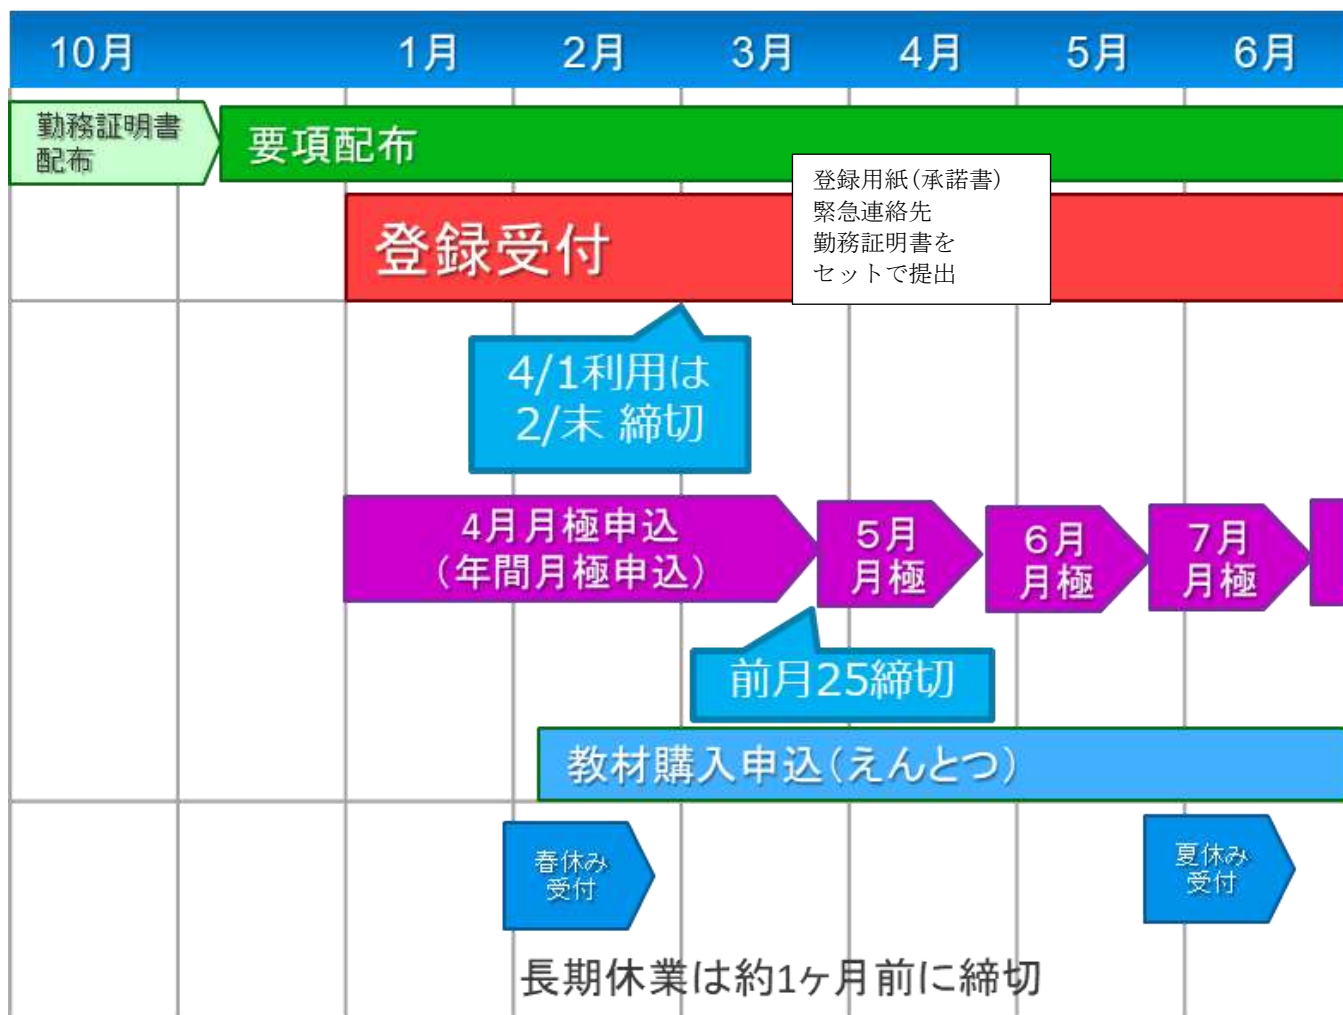 10月 1月 2月 3月 4月 5月 6月
勤務証明書
配布
要項配布
登録受付
登録用紙(承諾書)
緊急連絡先
勤務証明書を
セットで提出
4/1利用は
2/末 締切
4月月極申込
(年間月極申込)
5月
月極
6月
月極
7月
月極
前月25締切
教材購入申込(えんとつ)
春休み
受付
夏休み
受付
長期休業は約1ヶ月前に締切